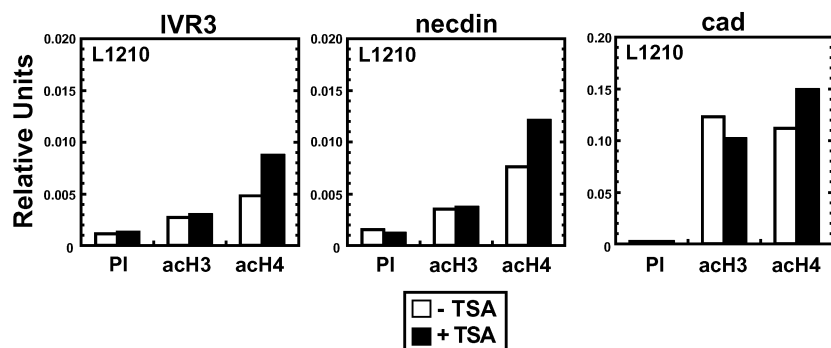 IVR3 necdin cad
Relative Units
0.020
0.015
0.010
0.005
0
L1210
PI acH3 acH4
0.020
0.015
0.010
0.005
0
L1210
PI acH3 acH4
0.20
0.15
0.10
0.50
0
L1210
PI acH3 acH4
- TSA
+ TSA